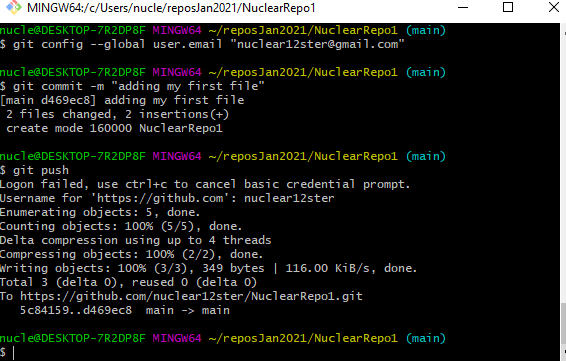 MINGW64:/c/Users/nucle/reposJan2021/NuclearRepo1
nucle@DESKTOP-7R2DP8F MINGW64 ~/reposJan2021/NuclearRepo1 (main)
$ git config --global user.email "nuclear12ster@gmail.com"
nucle@DESKTOP-7R2DP8F MINGW64 ~/reposJan2021/NuclearRepo1 (main)
$ git commit -m "adding my first file"
[main d469ec8] adding my first file
2 files changed, 2 insertions(+)
create mode 160000 NuclearRepo1
nucle@DESKTOP-7R2DP8F MINGW64 ~/reposJan2021/NuclearRepo1 (main)
$ git push
Logon failed, use ctrl+c to cancel basic credential prompt.
Username for 'https://github.com': nuclear12ster
Enumerating objects: 5, done.
Counting objects: 100% (5/5), done.
Delta compression using up to 4 threads
Compressing objects: 100% (2/2), done.
Writing objects: 100% (3/3), 349 bytes | 116.00 KiB/s, done.
Total 3 (delta 0), reused 0 (delta 0)
To https://github.com/nuclear12ster/NuclearRepo1.git
5c84159..d469ec8 main -> main
nucle@DESKTOP-7R2DP8F MINGW64 ~/reposJan2021/NuclearRepo1 (main)
$